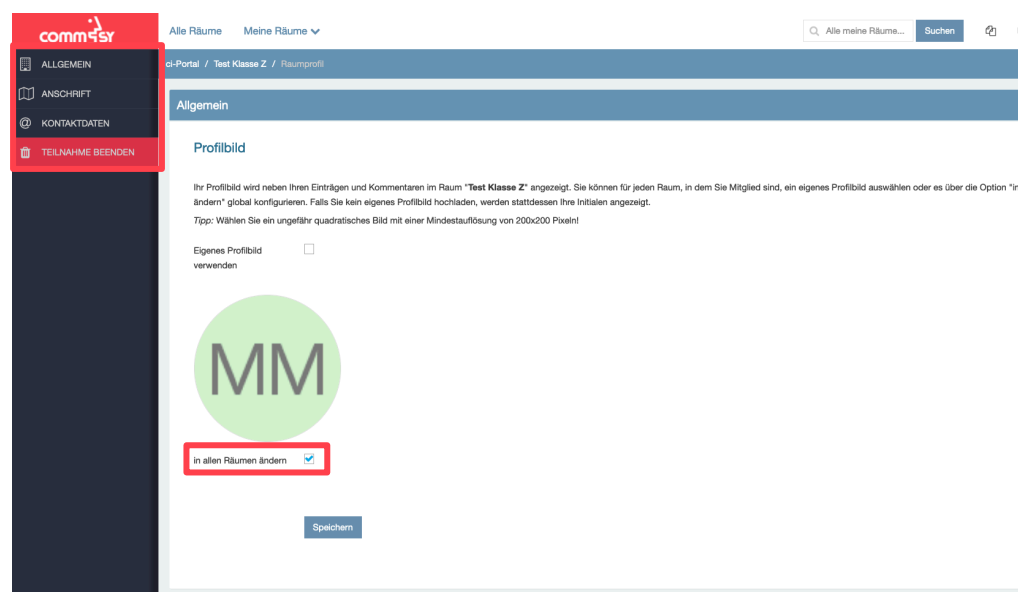 commsy
Alle Räume Meine Räume Alle meine Räume... Suchen
ALLGEMEIN
ANSCHRIFT
KONTAKTDATEN
TEILNAHME BEENDEN
ci-Portal / Test Klasse Z / Raumprofil
Allgemein
Profilbild
Ihr Profilbild wird neben Ihren Einträgen und Kommentaren im Raum "Test Klasse Z" angezeigt. Sie können für jeden Raum, in dem Sie Mitglied sind, ein eigenes Profilbild auswählen oder es über die Option "in
ändern" global konfigurieren. Falls Sie kein eigenes Profilbild hochladen, werden stattdessen Ihre Initialen angezeigt.
Tipp: Wählen Sie ein ungefähr quadratisches Bild mit einer Mindestauflösung von 200x200 Pixeln!
Eigenes Profilbild
verwenden
MM
in allen Räumen ändern
Speichern